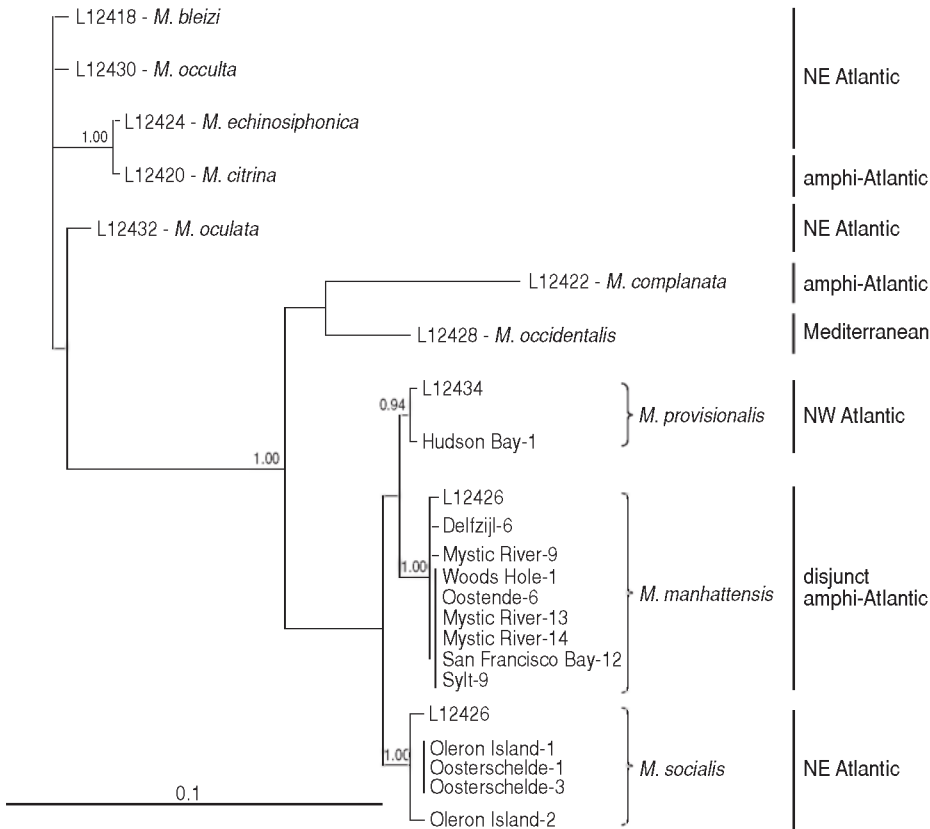 L12418 - M. bleizi
L12430 - M. occulta
NE Atlantic
L12424 - M. echinosiphonica
1.00
L12420 - M. citrina
amphi-Atlantic
L12432 - M. oculata
NE Atlantic
L12422 - M. complanata
amphi-Atlantic
L12428 - M. occidentalis
Mediterranean
L12434
0.94
M. provisionalis
NW Atlantic
Hudson Bay-1
1.00
L12426
Delfzijl-6
Mystic River-9
1.00
Woods Hole-1
Oostende-6
Mystic River-13
Mystic River-14
San Francisco Bay-12
Sylt-9
M. manhattensis
disjunct
amphi-Atlantic
L12426
1.00
Oleron Island-1
Oosterschelde-1
Oosterschelde-3
Oleron Island-2
M. socialis
NE Atlantic
0.1